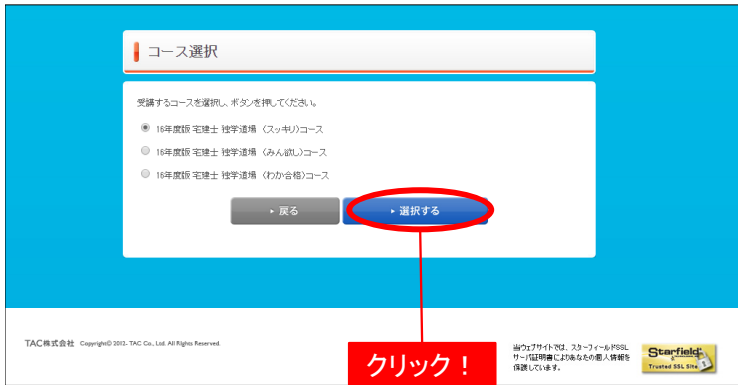 コース選択
受講するコースを選択し、ボタンを押してください。
16年度版 宅建士 独学道場 (スッキリ)コース
16年度版 宅建士 独学道場 (みん欲し)コース
16年度版 宅建士 独学道場 (わか合格)コース
戻る
選択する
クリック!
TAC株式会社 Copyright© 2012- TAC Co., Ltd. All Rights Reserved.
当ウェブサイトでは、スターフィールドSSL
サーバ証明書によりあなたの個人情報を
保護しています。
Starfield
Trusted SSL Site